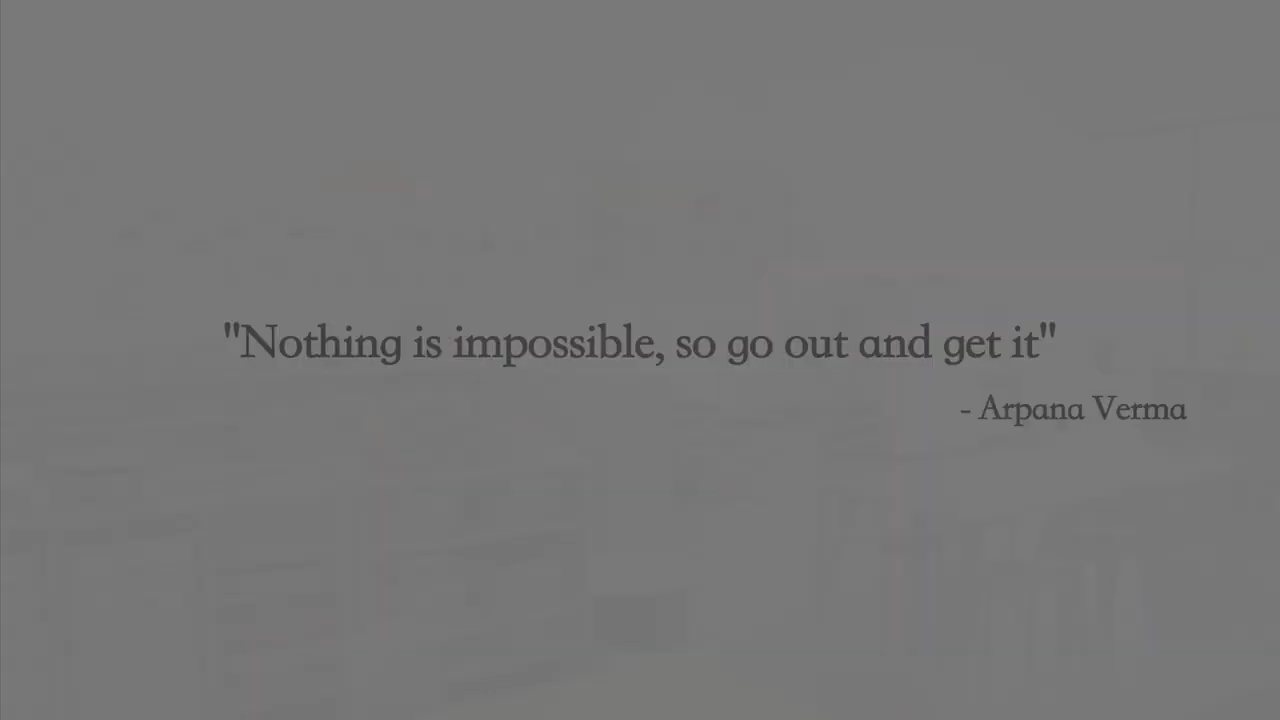 "Nothing is impossible, so go out and get it"
- Arpana Verma